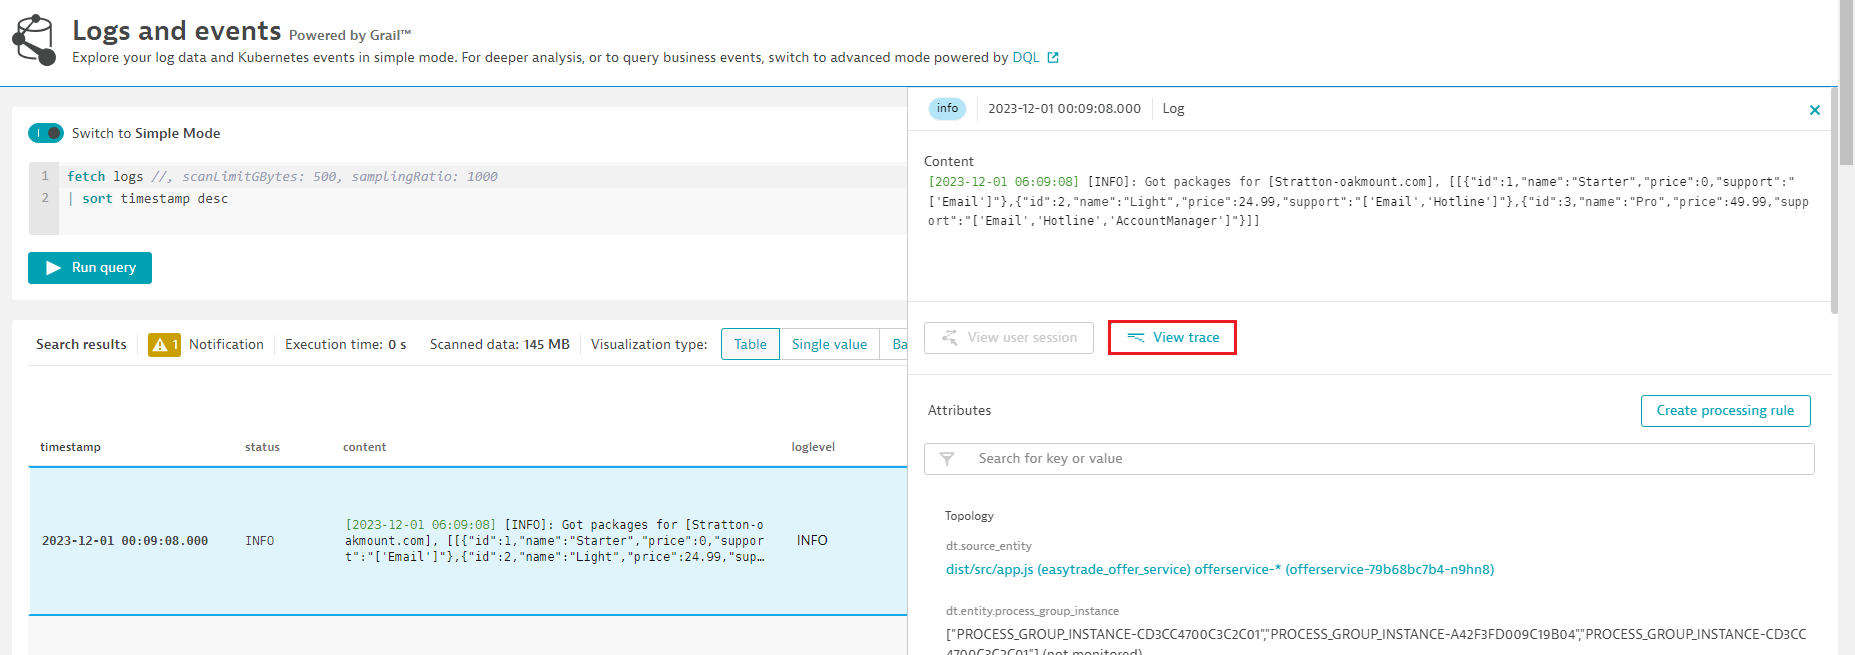 Logs and events Powered by Grail™
Explore your log data and Kubernetes events in simple mode. For deeper analysis, or to query business events, switch to advanced mode powered by DQL
Switch to Simple Mode
1 fetch logs //, scanLimitGBytes: 500, samplingRatio: 1000
2 | sort timestamp desc
Run query
Search results 1 Notification Execution time: 0 s Scanned data: 145 MB Visualization type: Table Single value Ba
timestamp status content loglevel
2023-12-01 00:09:08.000 INFO
[2023-12-01 06:09:08] [INFO]: Got packages for [Stratton-o
akmount.com], [[{"id":1,"name":"Starter","price":0,"suppor
t":"['Email']"},{"id":2,"name":"Light","price":24.99,"sup…
INFO
info 2023-12-01 00:09:08.000 Log
Content
[2023-12-01 06:09:08] [INFO]: Got packages for [Stratton-oakmount.com], [[{"id":1,"name":"Starter","price":0,"support":"
['Email']"},{"id":2,"name":"Light","price":24.99,"support":"['Email','Hotline']"},{"id":3,"name":"Pro","price":49.99,"supp
ort":"['Email','Hotline','AccountManager']"}]]
View user session View trace
Attributes Create processing rule
Search for key or value
Topology
dt.source_entity
dist/src/app.js (easytrade_offer_service) offerservice-* (offerservice-79b68bc7b4-n9hn8)
dt.entity.process_group_instance
["PROCESS_GROUP_INSTANCE-CD3CC4700C3C2C01","PROCESS_GROUP_INSTANCE-A42F3FD009C19B04","PROCESS_GROUP_INSTANCE-CD3CC
4700C3C2C01"] (not monitored)